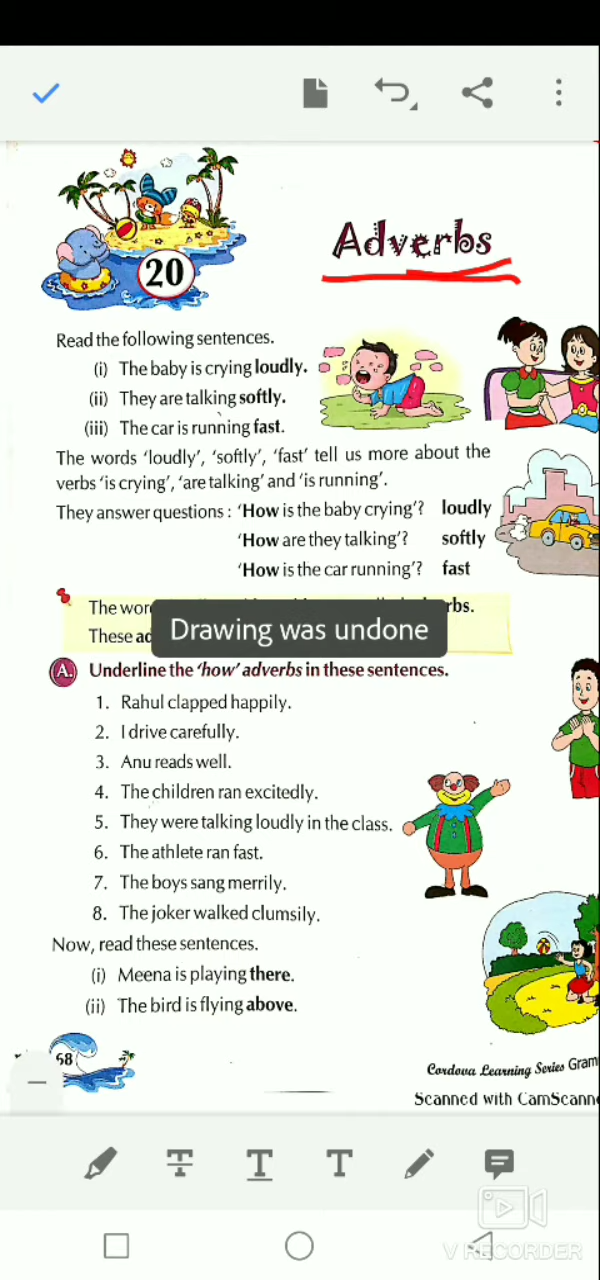 Adverbs
20
Read the following sentences.
(i) The baby is crying loudly.
(ii) They are talking softly.
(iii) The car is running fast.
The words 'loudly', 'softly', 'fast' tell us more about the
verbs 'is crying', 'are talking' and 'is running'.
They answer questions : 'How is the baby crying'? loudly
'How are they talking'? softly
'How is the car running'? fast
The
These
Drawing was undone
A. Underline the 'how' adverbs in these sentences.
1. Rahul clapped happily.
2. I drive carefully.
3. Anu reads well.
4. The children ran excitedly.
5. They were talking loudly in the class.
6. The athlete ran fast.
7. The boys sang merrily.
8. The joker walked clumsily.
Now, read these sentences.
(i) Meena is playing there.
(ii) The bird is flying above.
68
Cordova Learning Series Gram
Scanned with CamScann
T T T
V RECORDER